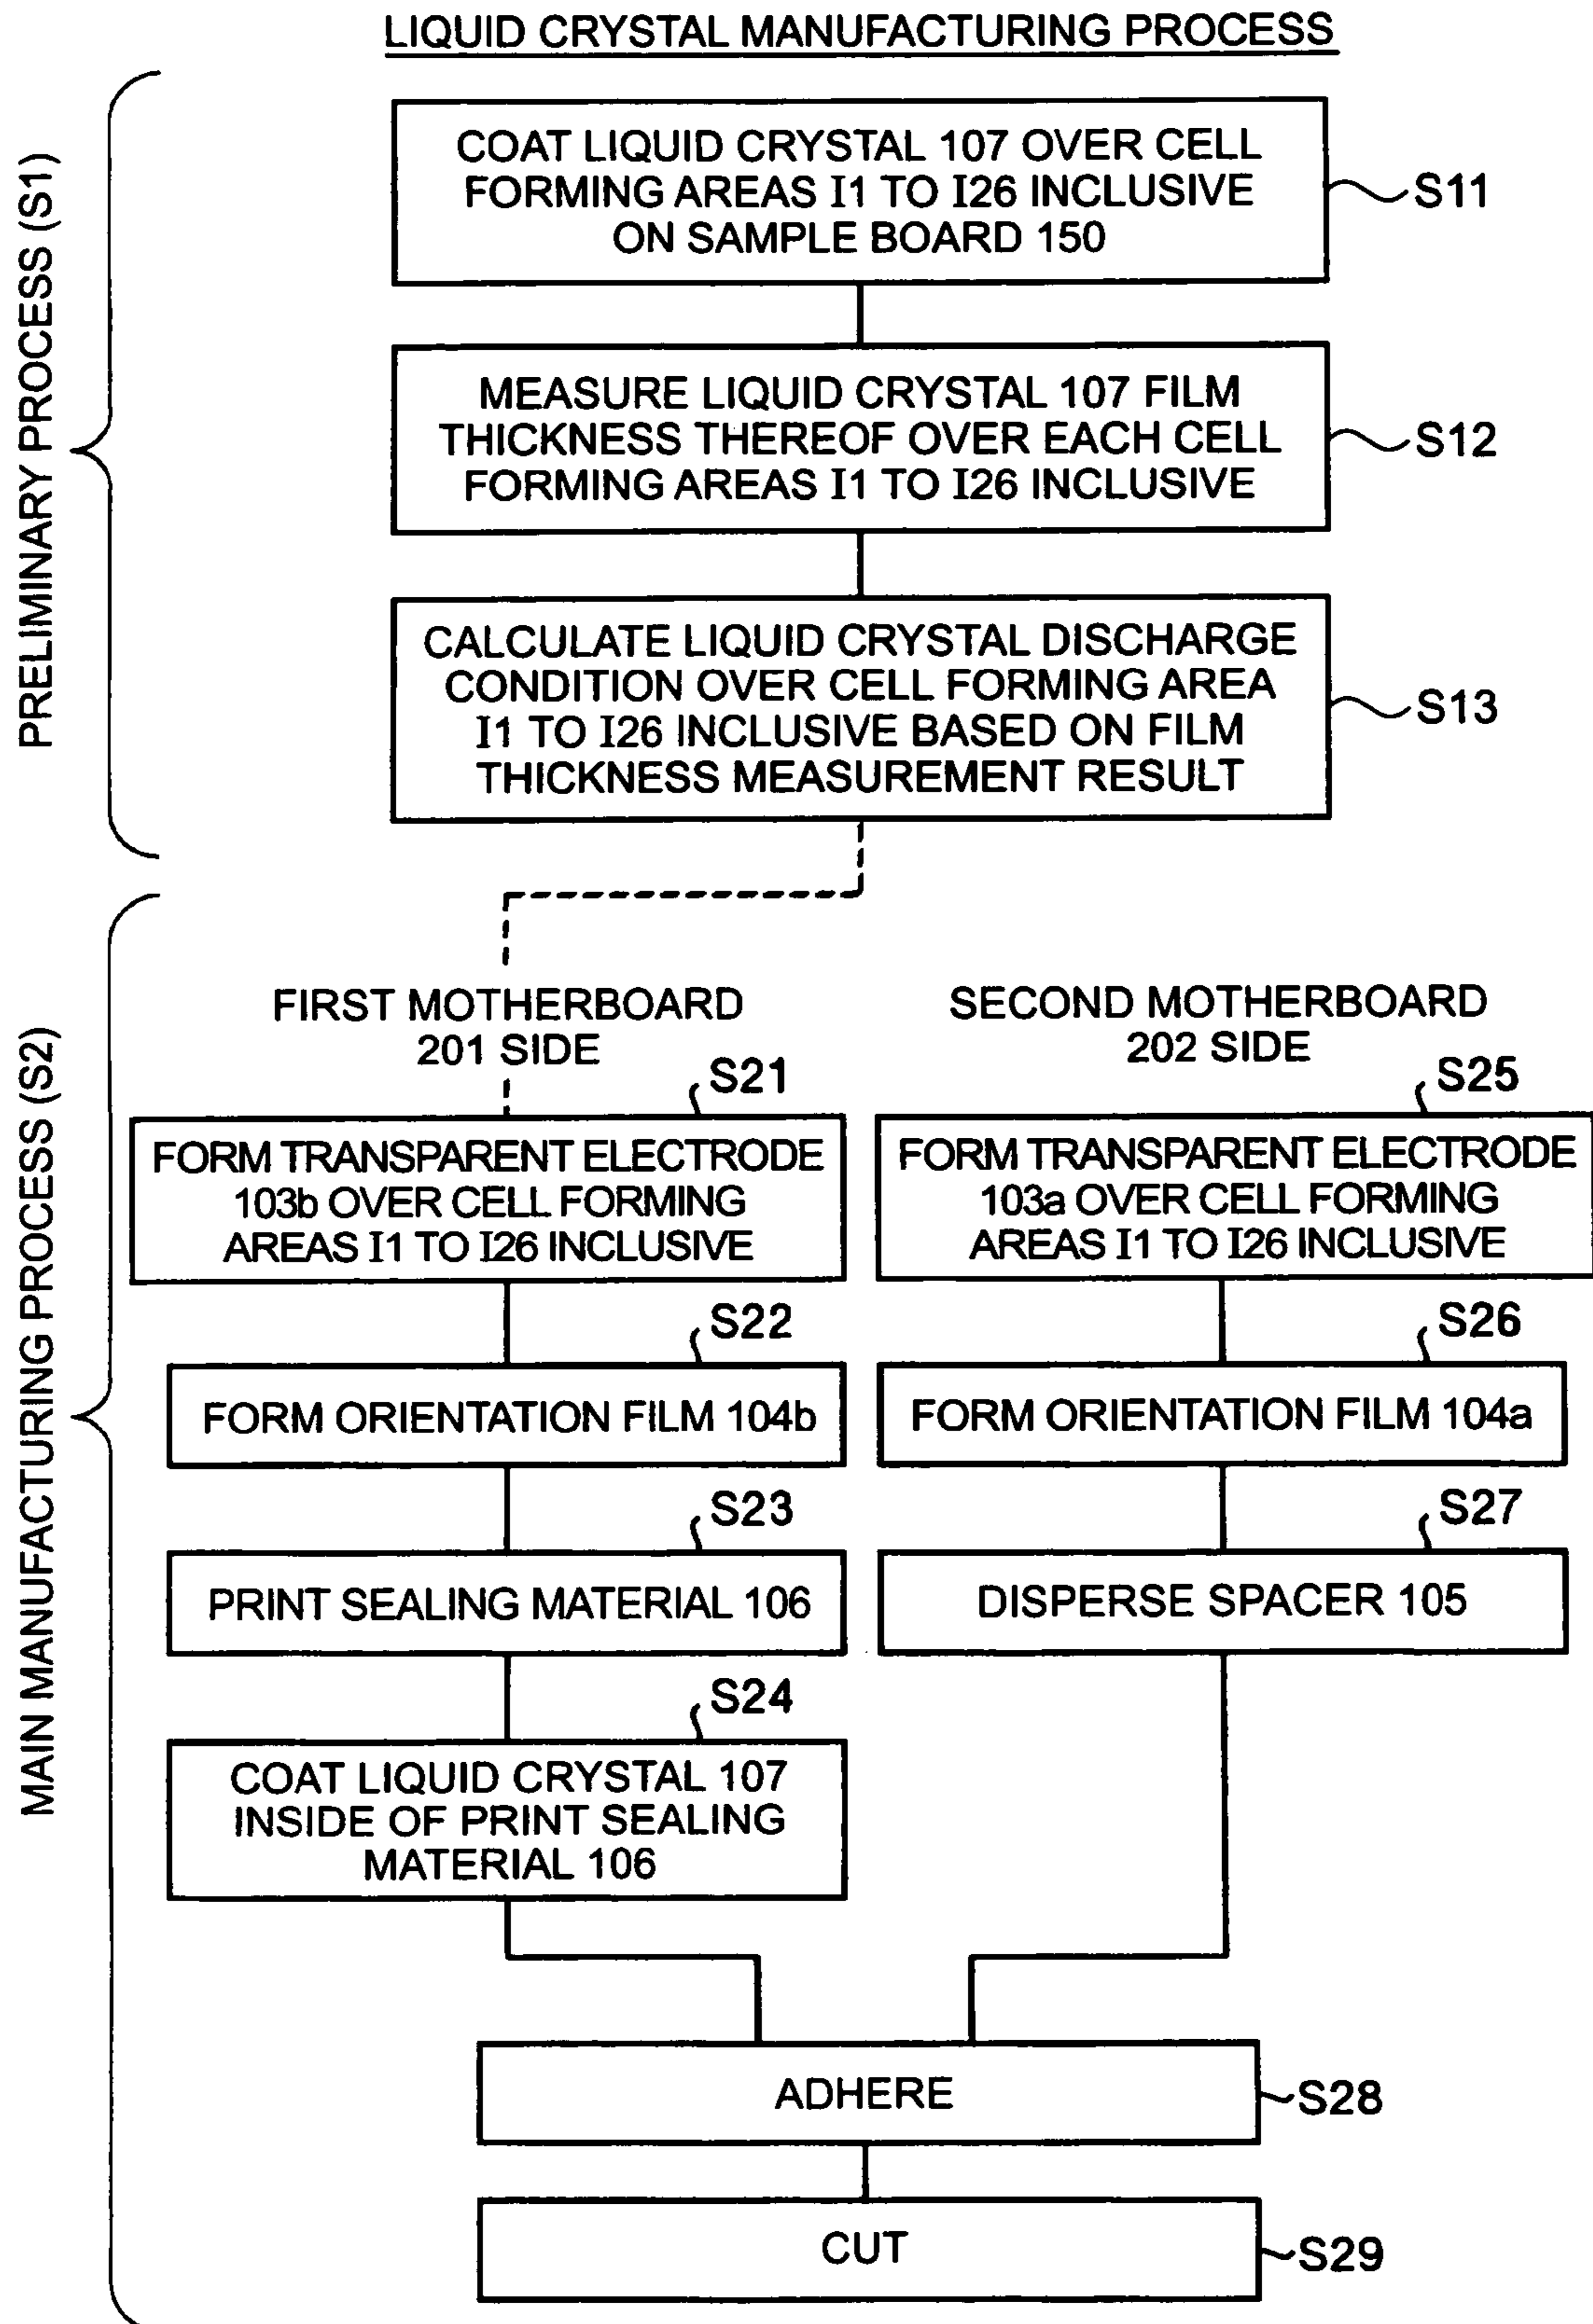 LIQUID CRYSTAL MANUFACTURING PROCESS
PRELIMINARY PROCESS (S1)
COAT LIQUID CRYSTAL 107 OVER CELL
FORMING AREAS I1 TO I26 INCLUSIVE
ON SAMPLE BOARD 150
S11
MEASURE LIQUID CRYSTAL 107 FILM
THICKNESS THEREOF OVER EACH CELL
FORMING AREAS I1 TO I26 INCLUSIVE
S12
CALCULATE LIQUID CRYSTAL DISCHARGE
CONDITION OVER CELL FORMING AREA
I1 TO I26 INCLUSIVE BASED ON FILM
THICKNESS MEASUREMENT RESULT
S13
MAIN MANUFACTURING PROCESS (S2)
FIRST MOTHERBOARD
201 SIDE
S21
FORM TRANSPARENT ELECTRODE
103b OVER CELL FORMING
AREAS I1 TO I26 INCLUSIVE
S22
FORM ORIENTATION FILM 104b
S23
PRINT SEALING MATERIAL 106
S24
COAT LIQUID CRYSTAL 107
INSIDE OF PRINT SEALING
MATERIAL 106
SECOND MOTHERBOARD
202 SIDE
S25
FORM TRANSPARENT ELECTRODE
103a OVER CELL FORMING
AREAS I1 TO I26 INCLUSIVE
S26
FORM ORIENTATION FILM 104a
S27
DISPERSE SPACER 105
ADHERE
S28
CUT
S29